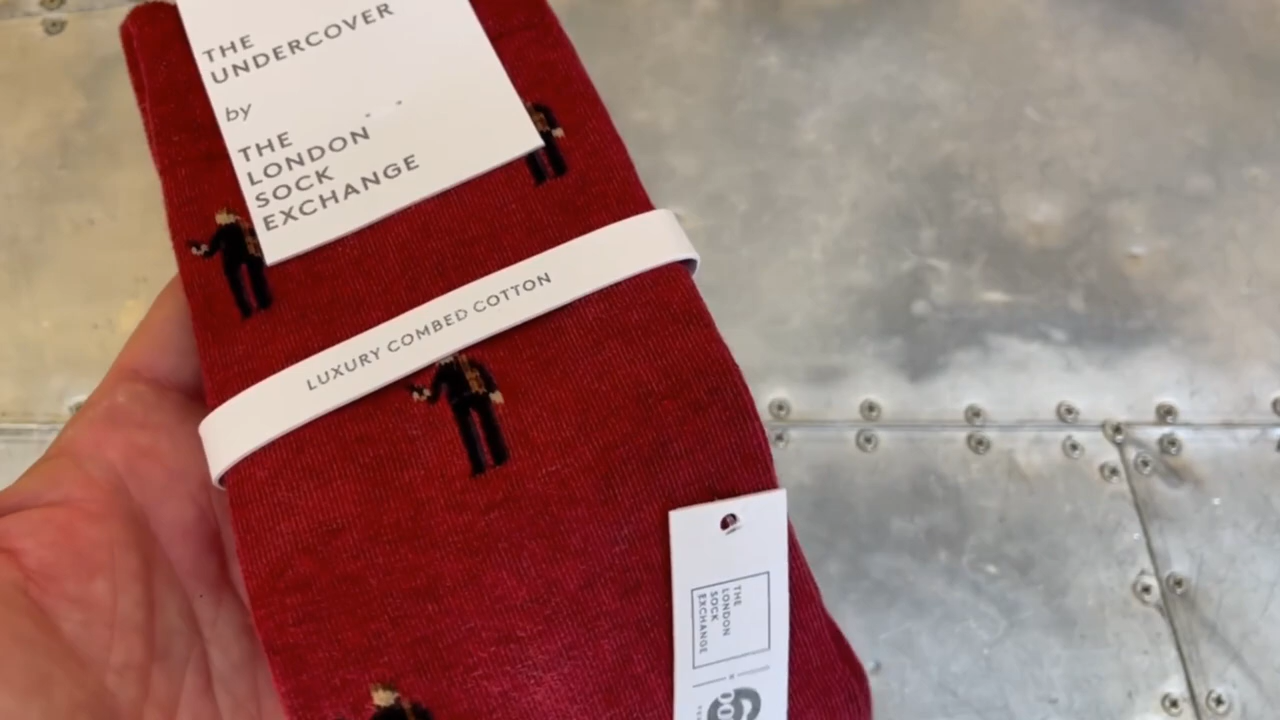 THE
UNDERCOVER
by
THE
LONDON
SOCK
EXCHANGE
LUXURY COMBED COTTON
THE
LONDON
SOCK
EXCHANGE